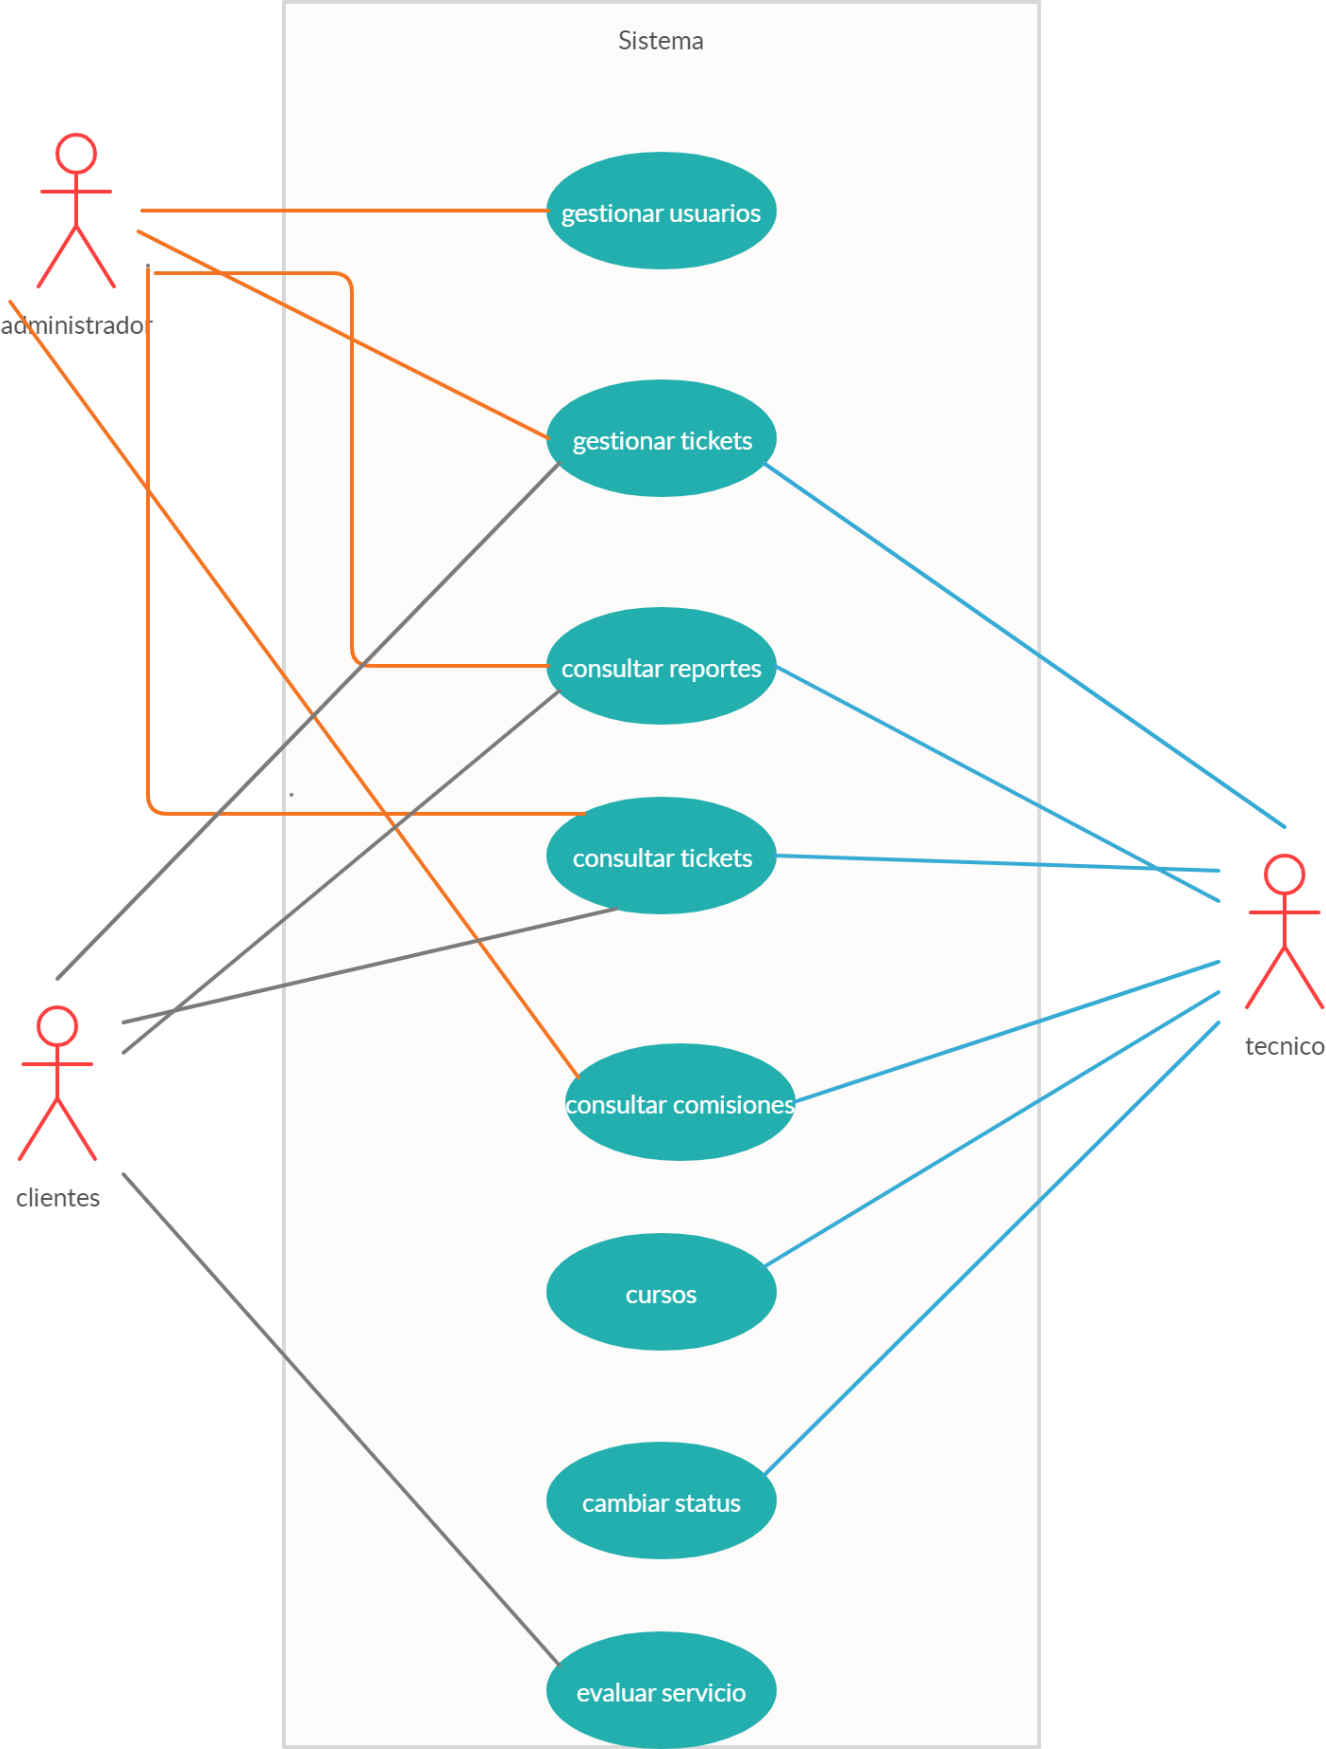 Sistema
gestionar usuarios
administrador
gestionar tickets
consultar reportes
consultar tickets
tecnico
consultar comisiones
clientes
cursos
cambiar status
evaluar servicio